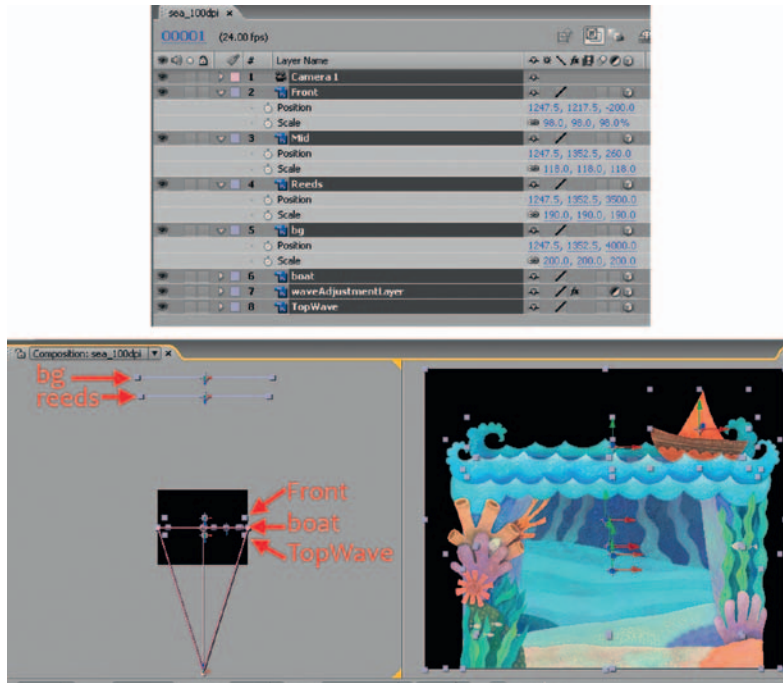 sea_100dpi ×
00001 (24.00 fps)
# Layer Name
1 Camera 1
2 Front
Position 1247.5, 1217.5, -200.0
Scale 98.0, 98.0, 98.0%
3 Mid
Position 1247.5, 1352.5, 260.0
Scale 118.0, 118.0, 118.0
4 Reeds
Position 1247.5, 1352.5, 3500.0
Scale 190.0, 190.0, 190.0
5 bg
Position 1247.5, 1352.5, 4000.0
Scale 200.0, 200.0, 200.0
6 boat
7 waveAdjustmentLayer fx
8 TopWave
Composition: sea_100dpi ×
bg
reeds
Front
boat
TopWave